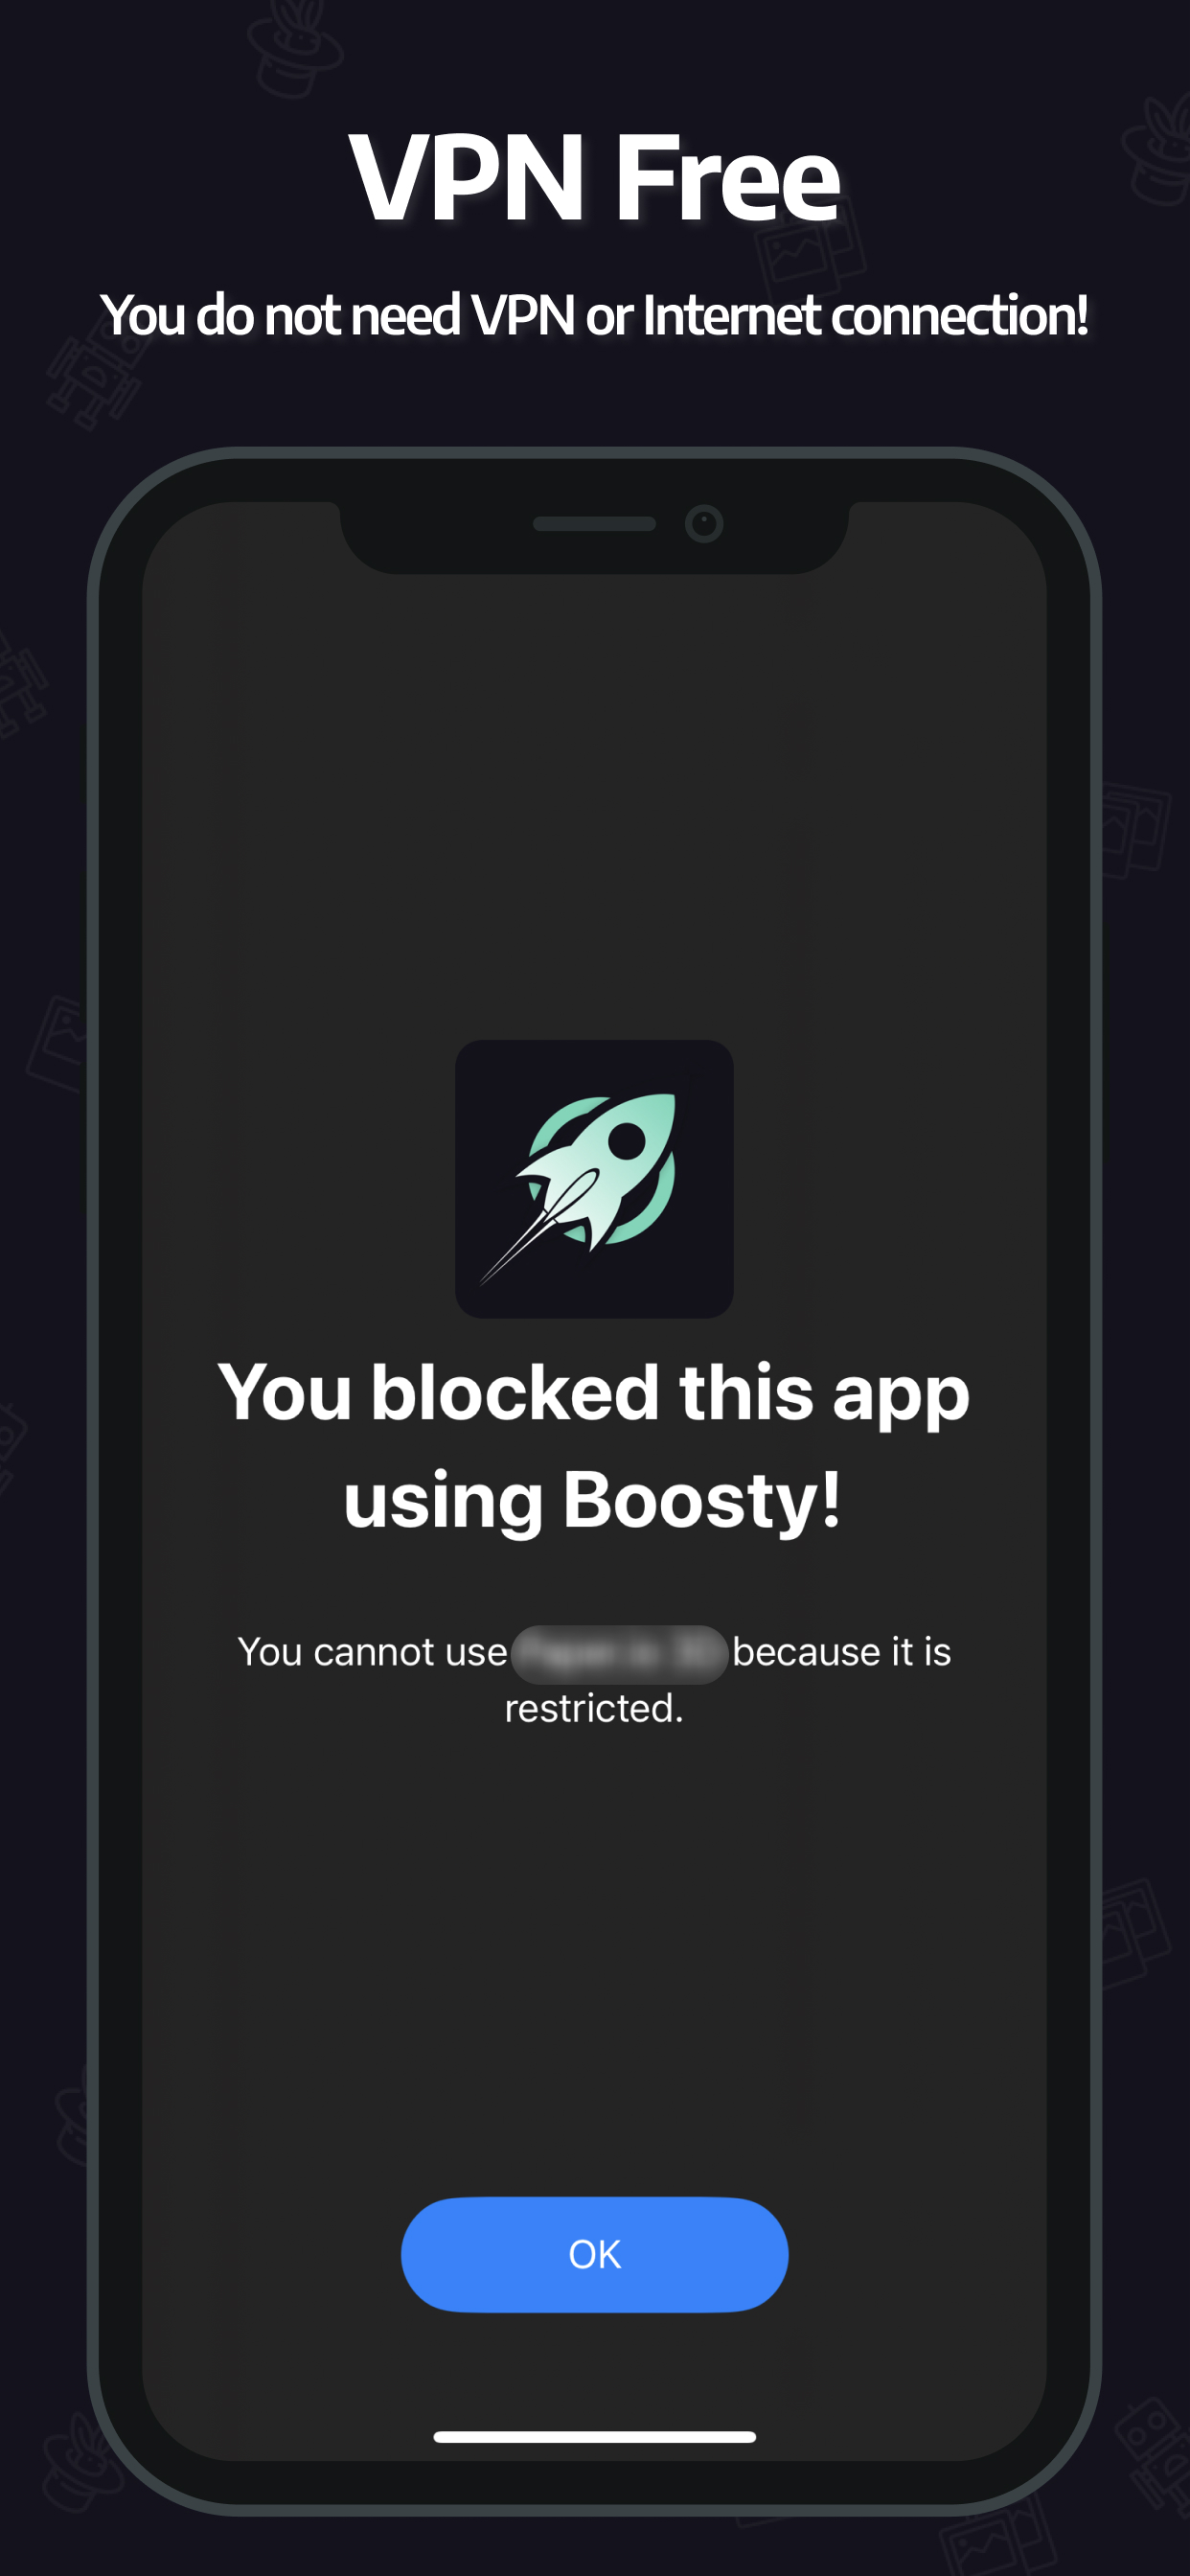 VPN Free
You do not need VPN or Internet connection!
You blocked this app
using Boosty!
You cannot use because it is
restricted.
OK